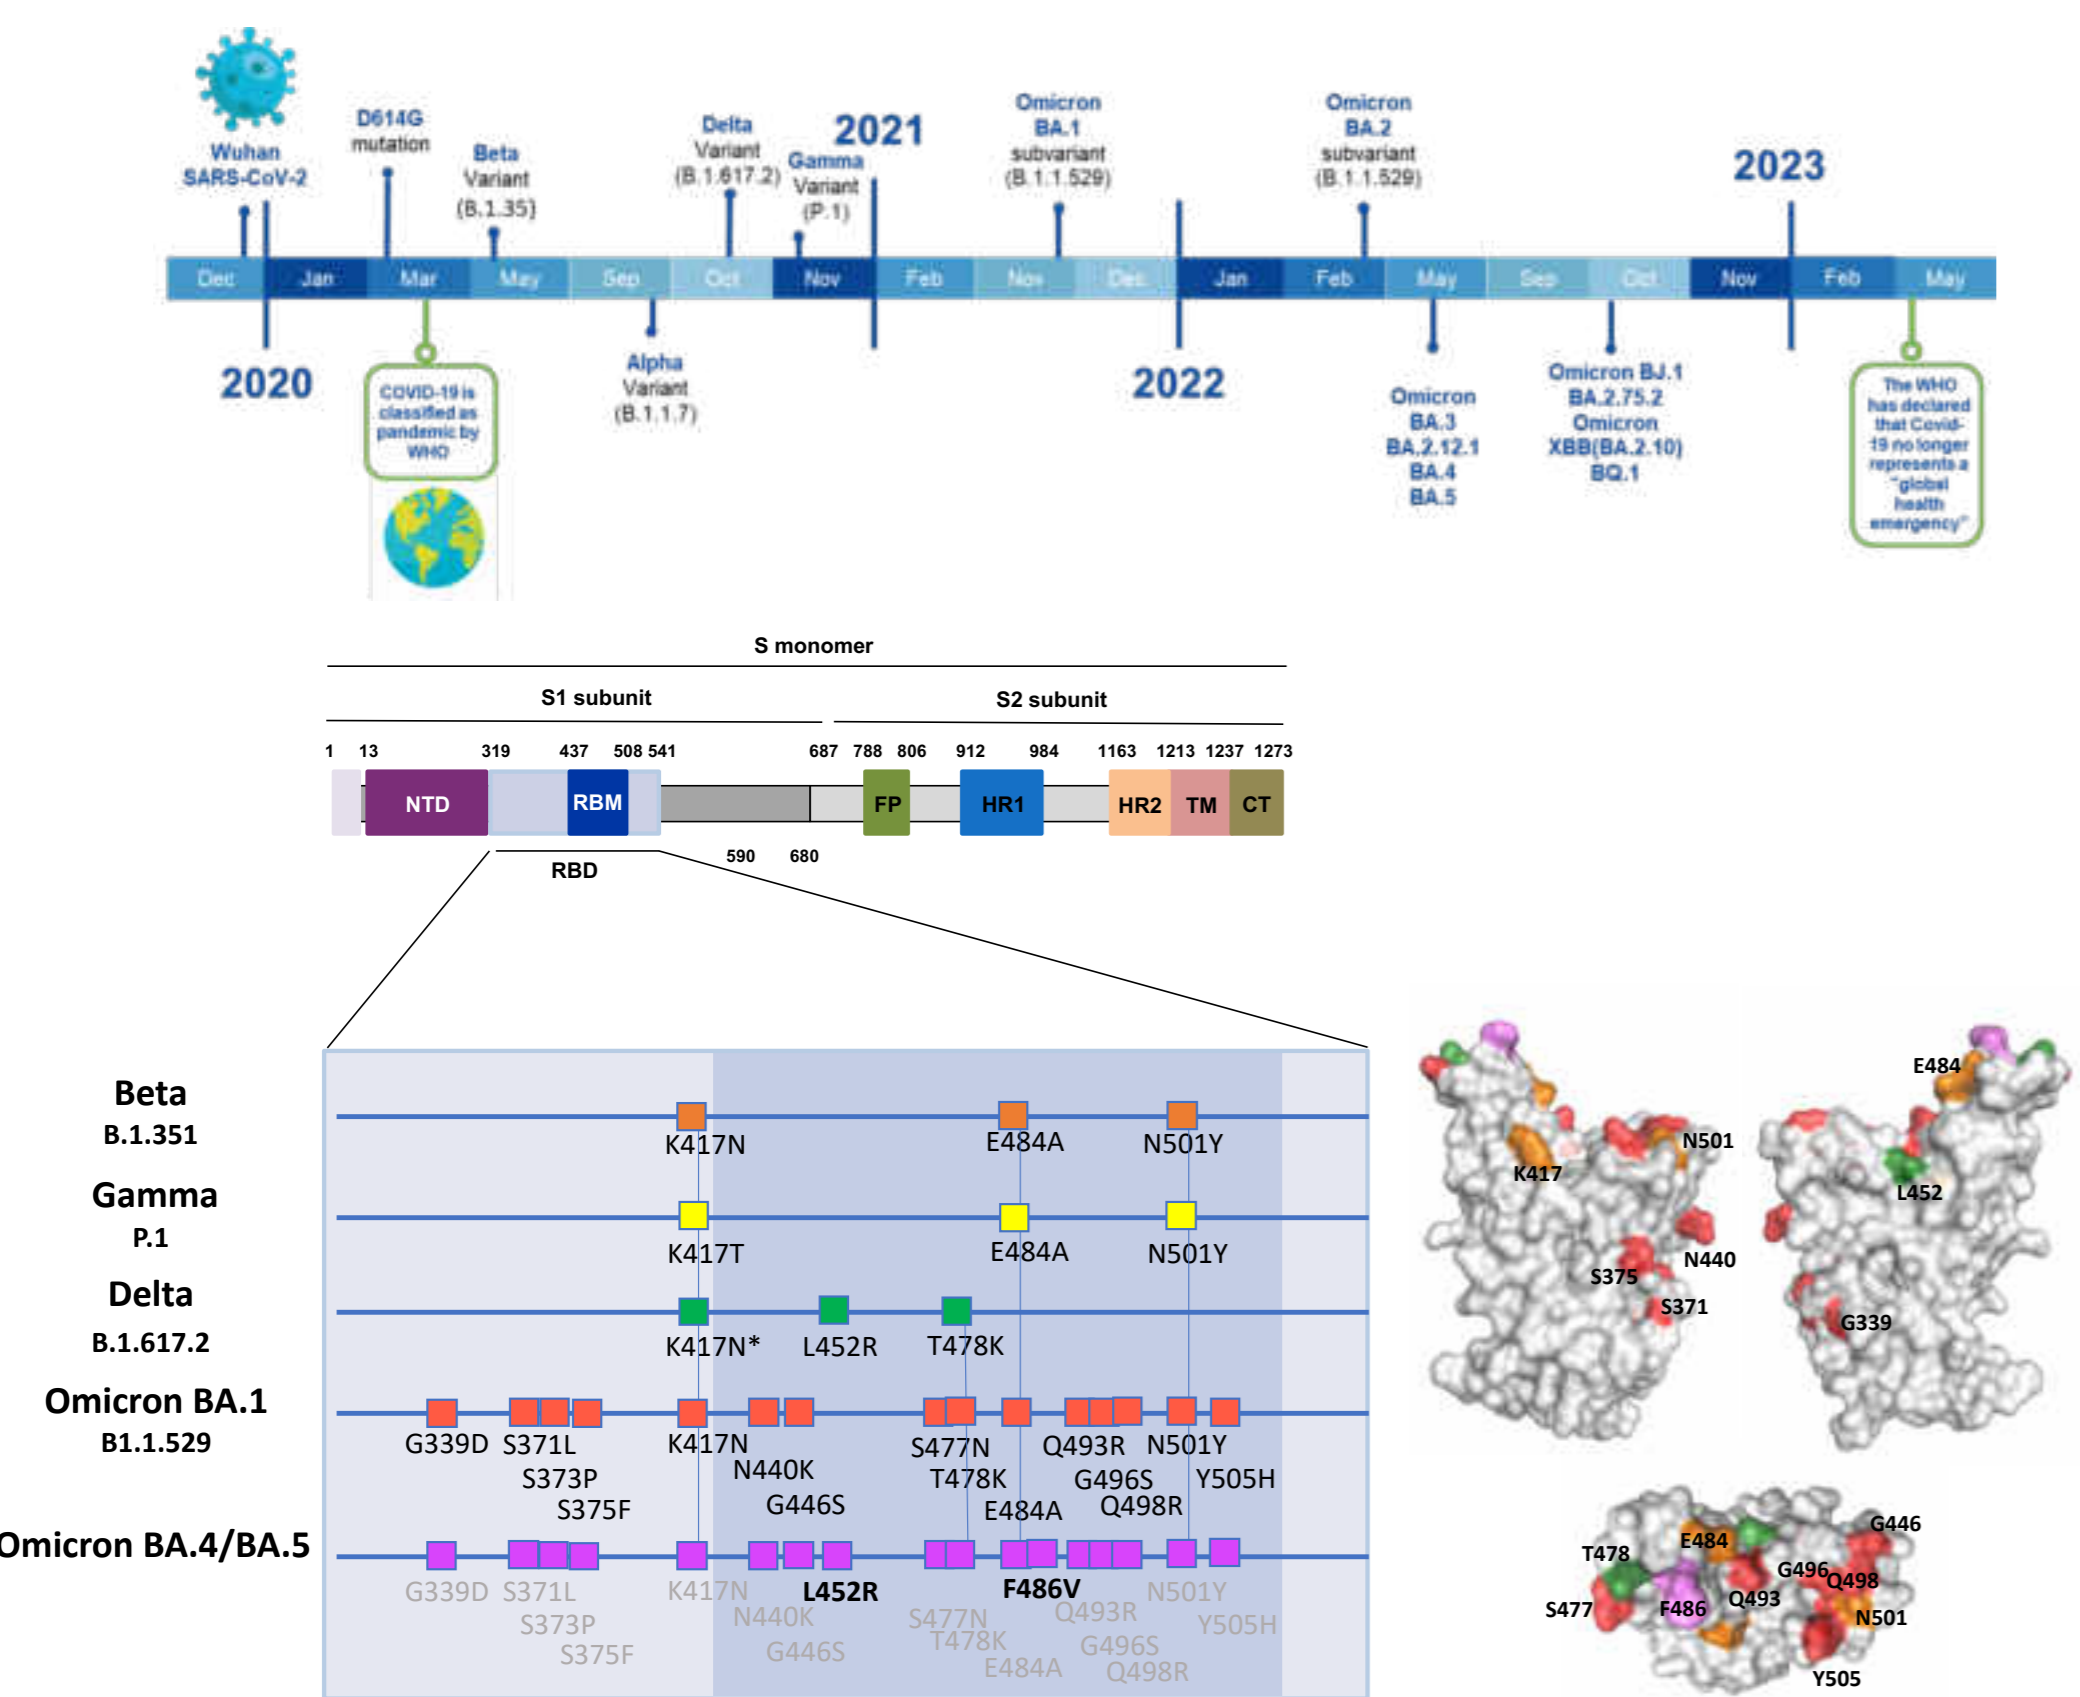 Wuhan
SARS-CoV-2
D614G
mutation
Beta
Variant
(B.1.35)
Delta
Variant
(B.1.617.2)
Gamma
Variant
(P.1)
2021
Omicron
BA.1
subvariant
(B.1.1.529)
Omicron
BA.2
subvariant
(B.1.1.529)
2023
Dec
Jan
Mar
May
Sep
Oct
Nov
Feb
Nov
Dec
Jan
Feb
May
Sep
Oct
Nov
Feb
May
2020
COVID-19 is
classified as
pandemic by
WHO
Alpha
Variant
(B.1.1.7)
2022
Omicron
BA.3
BA.2.12.1
BA.4
BA.5
Omicron BJ.1
BA.2.75.2
Omicron
XBB(BA.2.10)
BQ.1
The WHO
has declared
that Covid-
19 no longer
represents a
"global
health
emergency"
S monomer
S1 subunit
S2 subunit
1 13 319 437 508 541 687 788 806 912 984 1163 1213 1237 1273
NTD RBM FP HR1 HR2 TM CT
590 680
RBD
Beta
B.1.351
K417N E484A N501Y
Gamma
P.1
K417T E484A N501Y
Delta
B.1.617.2
K417N* L452R T478K
Omicron BA.1
B1.1.529
G339D S371L K417N S477N Q493R N501Y
S373P N440K T478K G496S Y505H
S375F G446S E484A Q498R
Omicron BA.4/BA.5
G339D S371L K417N L452R F486V N501Y
S373P N440K S477N Q493R Y505H
S375F G446S T478K G496S
E484A Q498R
K417
N501
N440
S375
S371
E484
L452
G339
G446
E484
T478
G496
Q498
Q493
S477
F486
N501
Y505